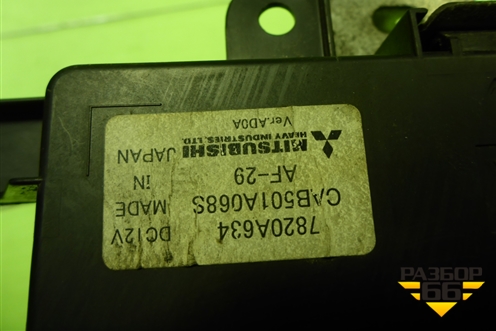 7820A634 DC12V
CAB501A068S MADE
AF-29 IN
MITSUBISHI JAPAN
HEAVY INDUSTRIES, LTD.
Ver.AD0A
РАЗБОР
66